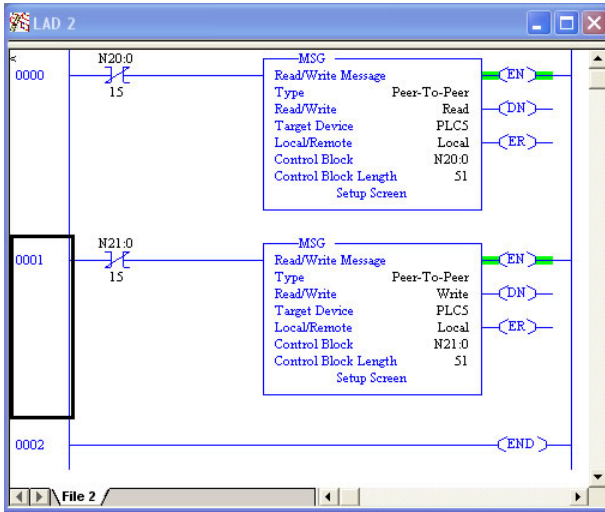 LAD 2
N20:0
MSG
0000
15
Read/Write Message
EN
Type Peer-To-Peer
Read/Write Read
DN
Target Device PLC5
Local/Remote Local
ER
Control Block N20:0
Control Block Length 51
Setup Screen
N21:0
MSG
0001
15
Read/Write Message
EN
Type Peer-To-Peer
Read/Write Write
DN
Target Device PLC5
Local/Remote Local
ER
Control Block N21:0
Control Block Length 51
Setup Screen
0002
END
File 2